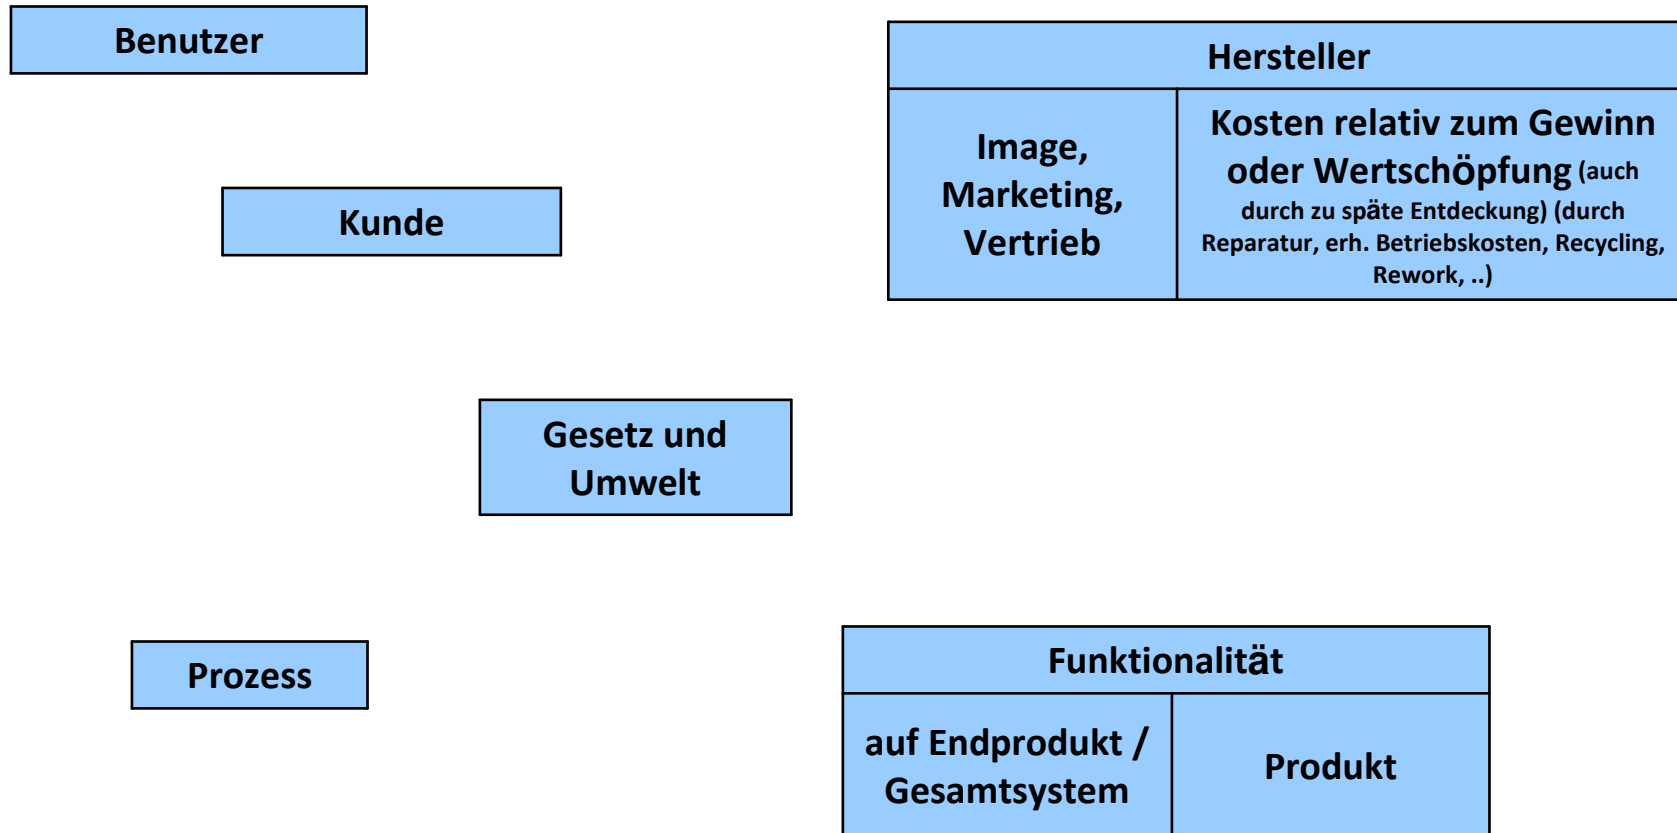 Benutzer
Hersteller
Image,
Marketing,
Vertrieb
Kosten relativ zum Gewinn
oder Wertschöpfung (auch
durch zu späte Entdeckung) (durch
Reparatur, erh. Betriebskosten, Recycling,
Rework, ..)
Kunde
Gesetz und
Umwelt
Prozess
Funktionalität
auf Endprodukt /
Gesamtsystem
Produkt